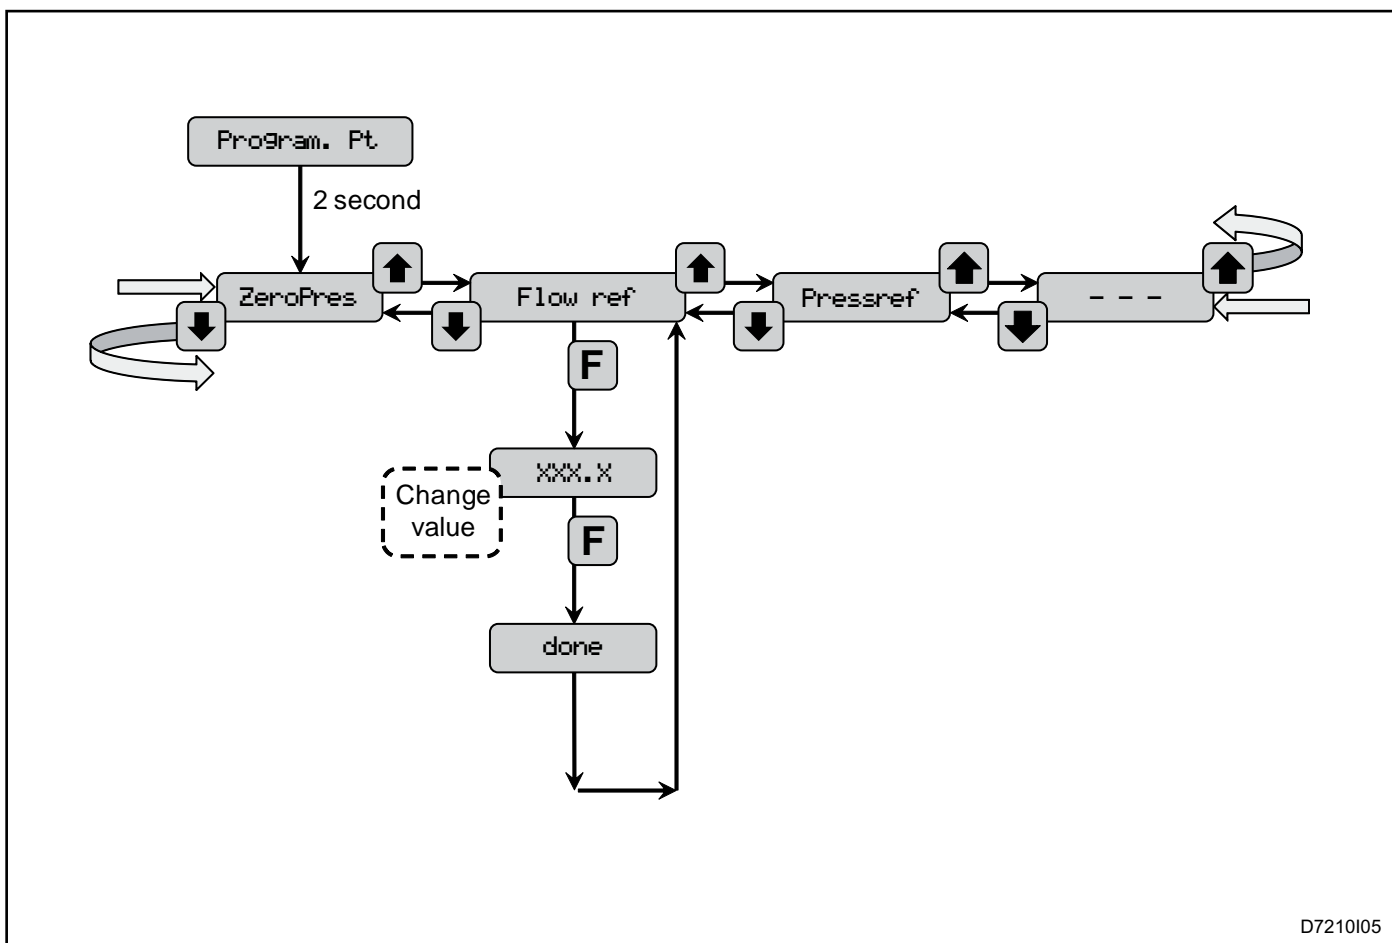 Program. Pt
2 second
ZeroPres
Flow ref
Pressref
- - -
F
XXX.X
Change
value
F
done
D7210I05